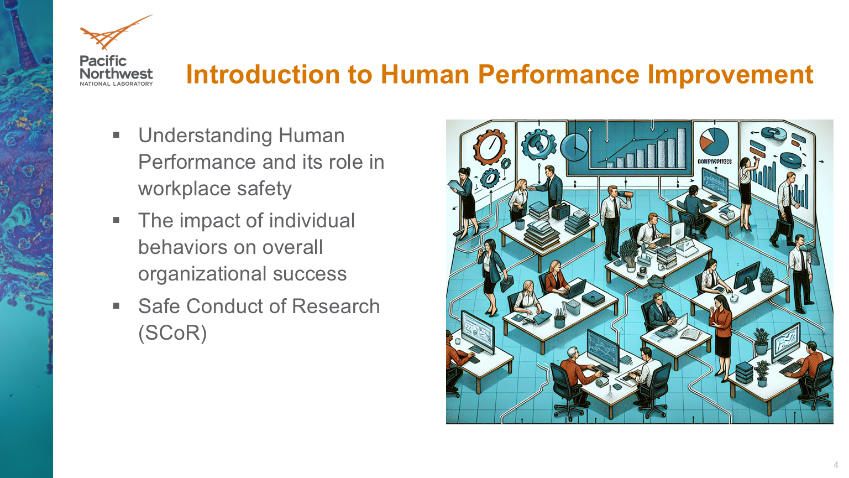 Pacific
Northwest
NATIONAL LABORATORY
Introduction to Human Performance Improvement
▪ Understanding Human
Performance and its role in
workplace safety
▪ The impact of individual
behaviors on overall
organizational success
▪ Safe Conduct of Research
(SCoR)
4